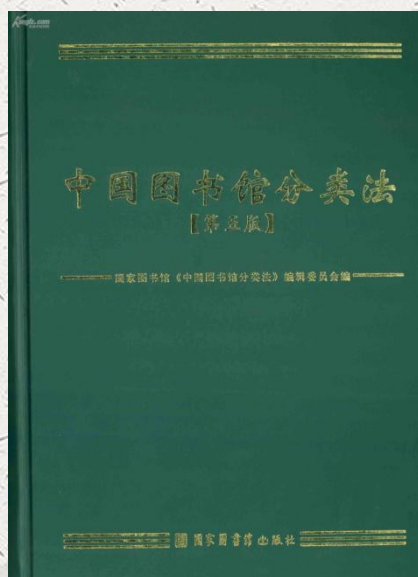 中国图书馆分类法
【第五版】
国家图书馆《中国图书馆分类法》编辑委员会编
国家图书馆出版社